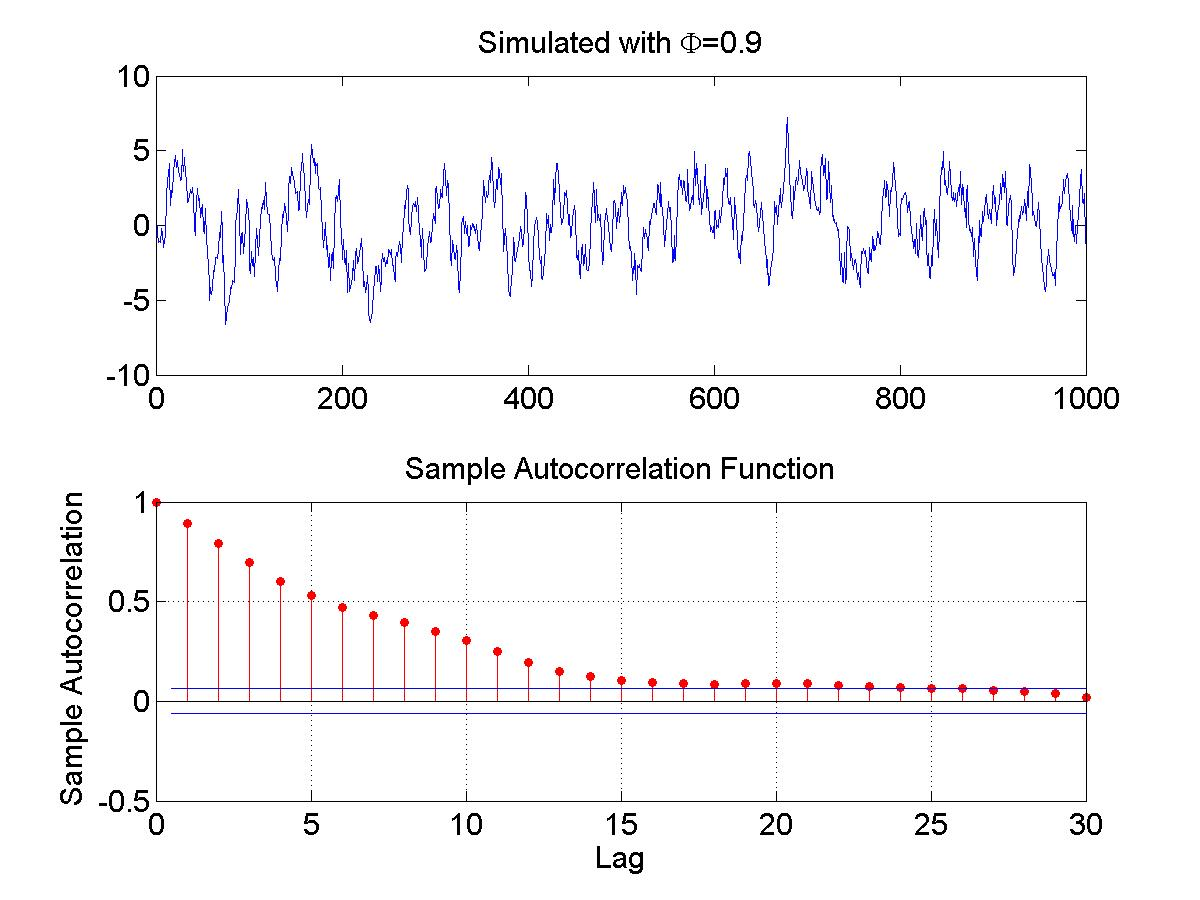 Simulated with Φ=0.9
10
5
0
-5
-10
0 200 400 600 800 1000
Sample Autocorrelation Function
Sample Autocorrelation
1
0.5
0
-0.5
0 5 10 15 20 25 30
Lag